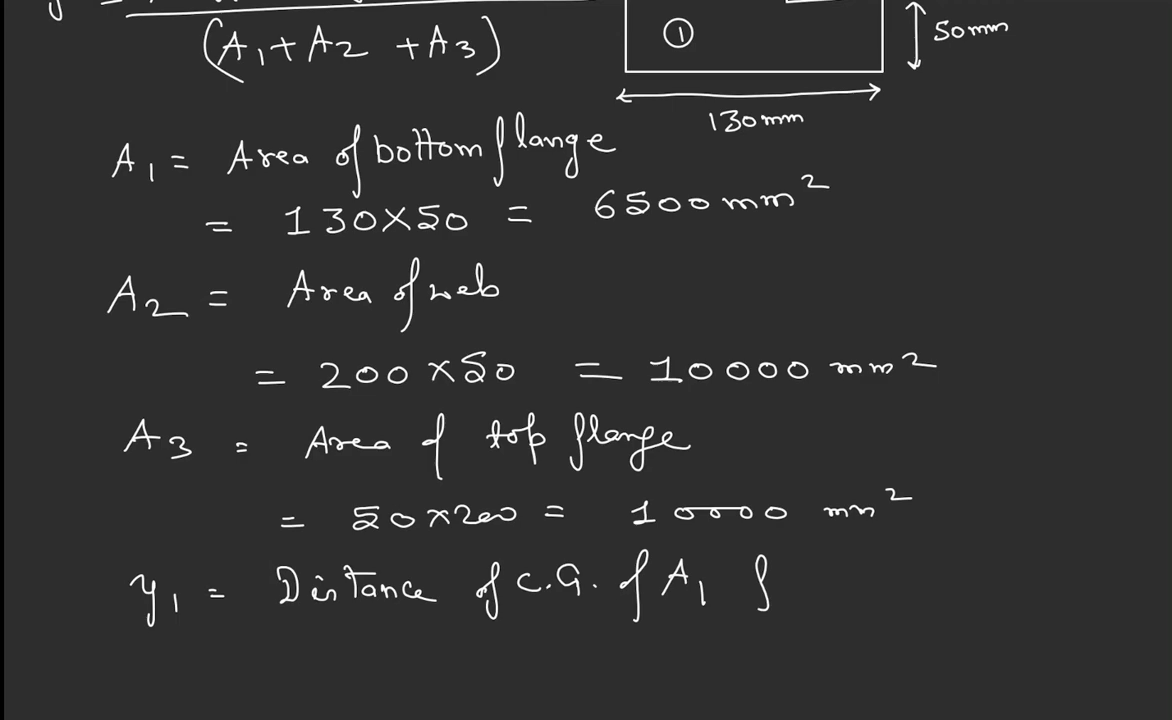 (A1+A2 +A3)
①
50mm
130mm
A1 = Area of bottom flange
= 130×50 = 6500 mm²
A2 = Area of web
= 200 ×50 = 10000 mm²
A3 = Area of top flange
= 50×200 = 10000 mm²
y1 = Distance of C.G. of A1 f